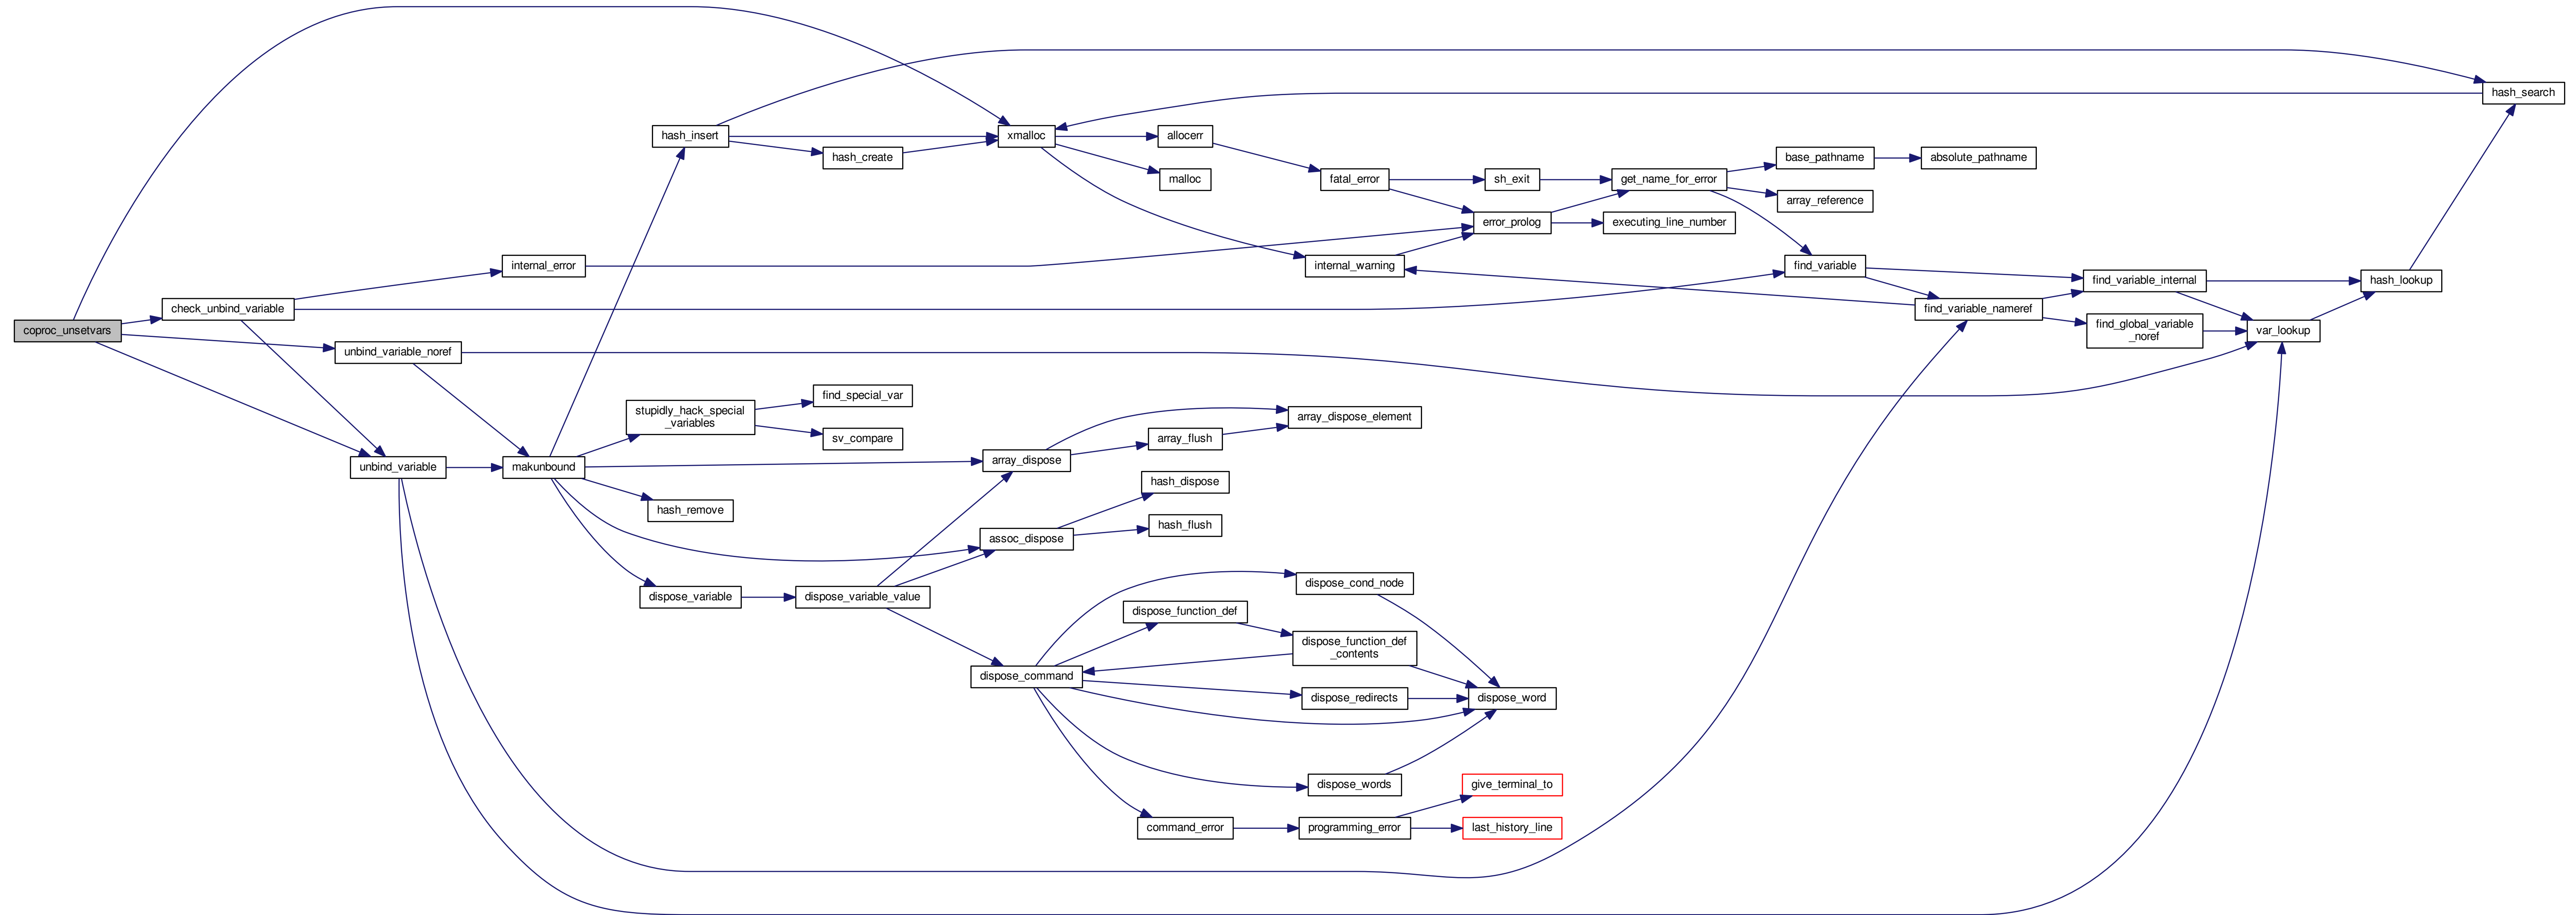 coproc_unsetvars
check_unbind_variable
unbind_variable_noref
unbind_variable
internal_error
makunbound
hash_insert
stupidly_hack_special
_variables
hash_remove
dispose_variable
hash_create
find_special_var
sv_compare
dispose_variable_value
xmalloc
array_dispose
assoc_dispose
dispose_command
allocerr
malloc
array_flush
hash_dispose
hash_flush
dispose_function_def
command_error
fatal_error
internal_warning
array_dispose_element
dispose_cond_node
dispose_function_def
_contents
dispose_redirects
dispose_words
programming_error
sh_exit
error_prolog
dispose_word
give_terminal_to
last_history_line
get_name_for_error
executing_line_number
base_pathname
array_reference
find_variable
absolute_pathname
find_variable_nameref
find_variable_internal
find_global_variable
_noref
var_lookup
hash_lookup
hash_search